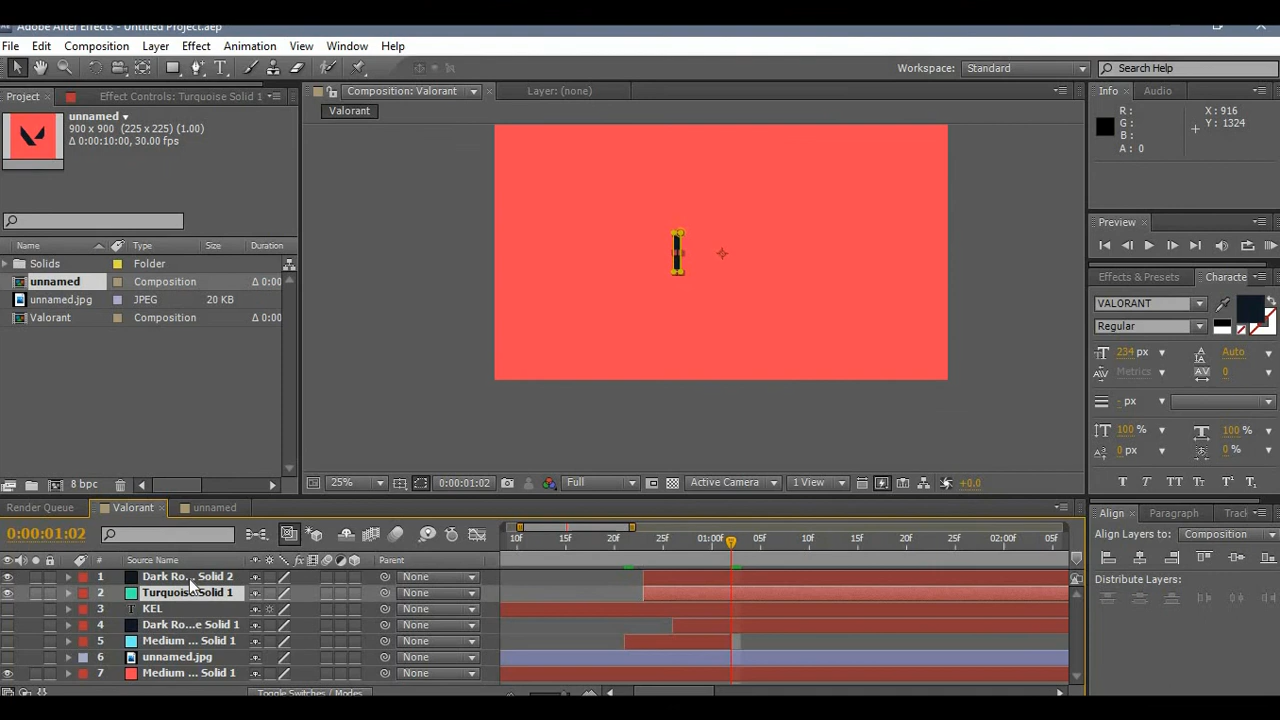 Adobe After Effects - Untitled Project.aep
File Edit Composition Layer Effect Animation View Window Help
Workspace: Standard Search Help
Project Effect Controls: Turquoise Solid 1
Composition: Valorant Layer: (none)
Info Audio
Valorant
unnamed
900 x 900 (225 x 225) (1.00)
Δ 0:00:10:00, 30.00 fps
R :
G :
B :
A : 0
X : 916
Y : 1324
Preview
Name Type Size Duration
Solids Folder
unnamed Composition Δ 0:00
unnamed.jpg JPEG 20 KB
Valorant Composition Δ 0:00
Effects & Presets Characte
VALORANT
Regular
234 px Auto
Metrics 0
- px
100 % 100 %
0 px 0 %
T T TT Tr T T
8 bpc
25% 0:00:01:02 Full Active Camera 1 View +0.0
Render Queue Valorant unnamed
Align Paragraph Track
0:00:01:02
Align Layers to: Composition
10f 15f 20f 01:00f 05f 10f 15f 20f 25f 02:00f 05f
# Source Name Parent
Distribute Layers:
1 Dark Ro... Solid 2 None
2 Turquoise Solid 1 None
3 T KEL None
4 Dark Ro...e Solid 1 None
5 Medium ... Solid 1 None
6 unnamed.jpg None
7 Medium ... Solid 1 None
Toggle Switches / Modes